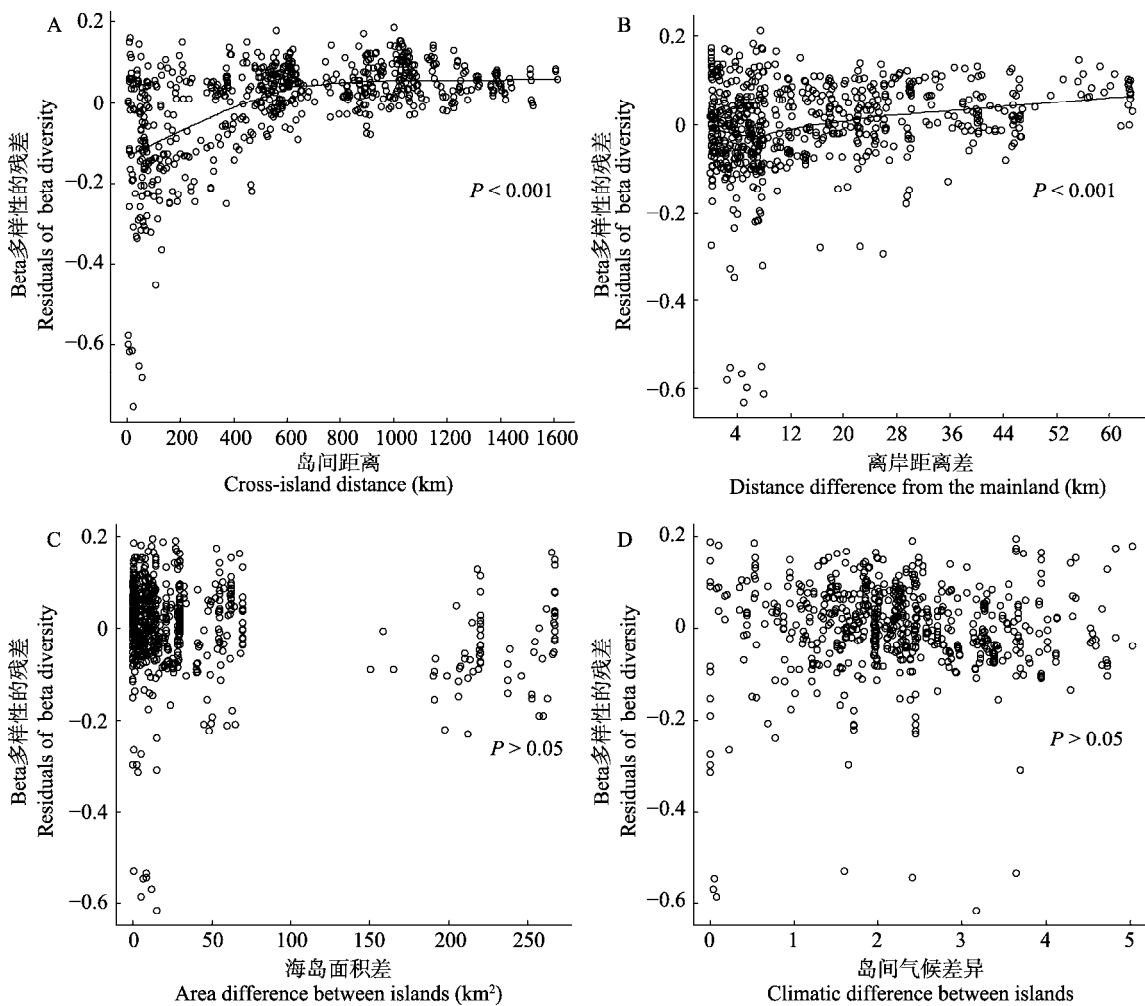 A
0.2
0
−0.2
−0.4
−0.6
Beta多样性的残差
Residuals of beta diversity
P < 0.001
0 200 400 600 800 1000 1200 1400 1600
岛间距离
Cross-island distance (km)
B
0.2
0
−0.2
−0.4
−0.6
Beta多样性的残差
Residuals of beta diversity
P < 0.001
4 12 20 28 36 44 52 60
离岸距离差
Distance difference from the mainland (km)
C
0.2
0
−0.2
−0.4
−0.6
Beta多样性的残差
Residuals of beta diversity
P > 0.05
0 50 100 150 200 250
海岛面积差
Area difference between islands (km²)
D
0.2
0
−0.2
−0.4
−0.6
Beta多样性的残差
Residuals of beta diversity
P > 0.05
0 1 2 3 4 5
岛间气候差异
Climatic difference between islands